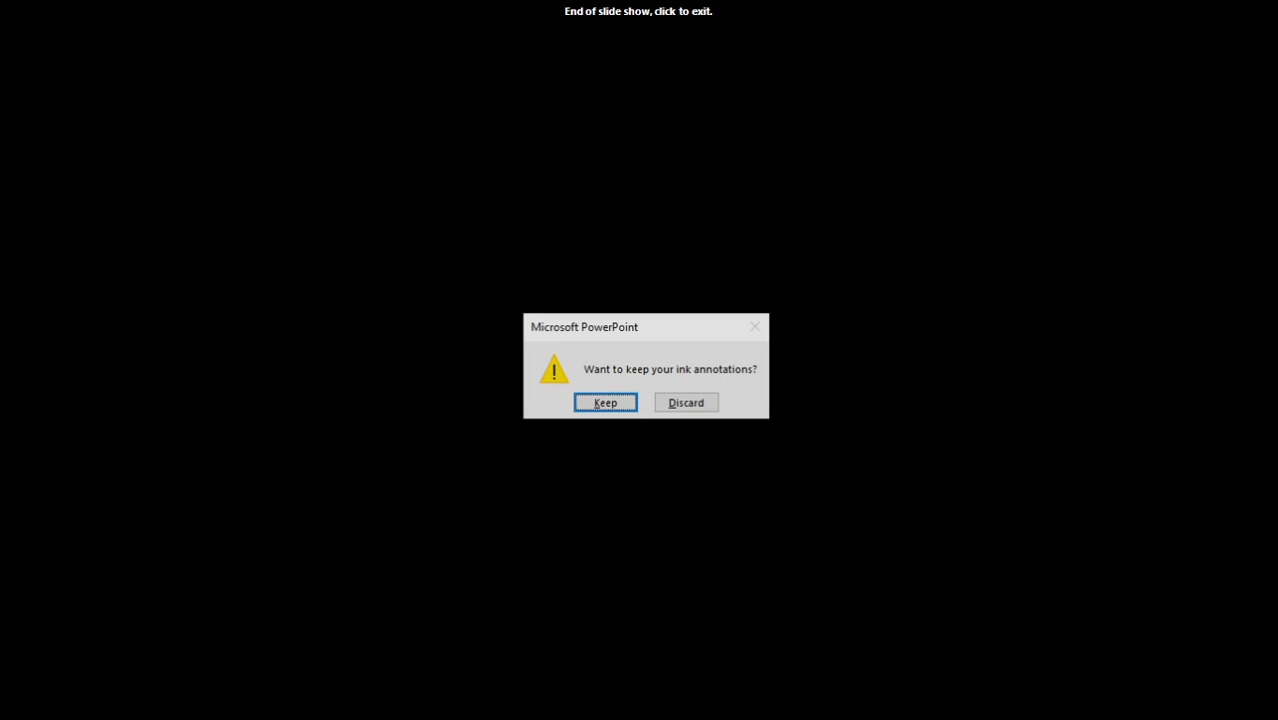 End of slide show, click to exit.
Microsoft PowerPoint
Want to keep your ink annotations?
Keep
Discard